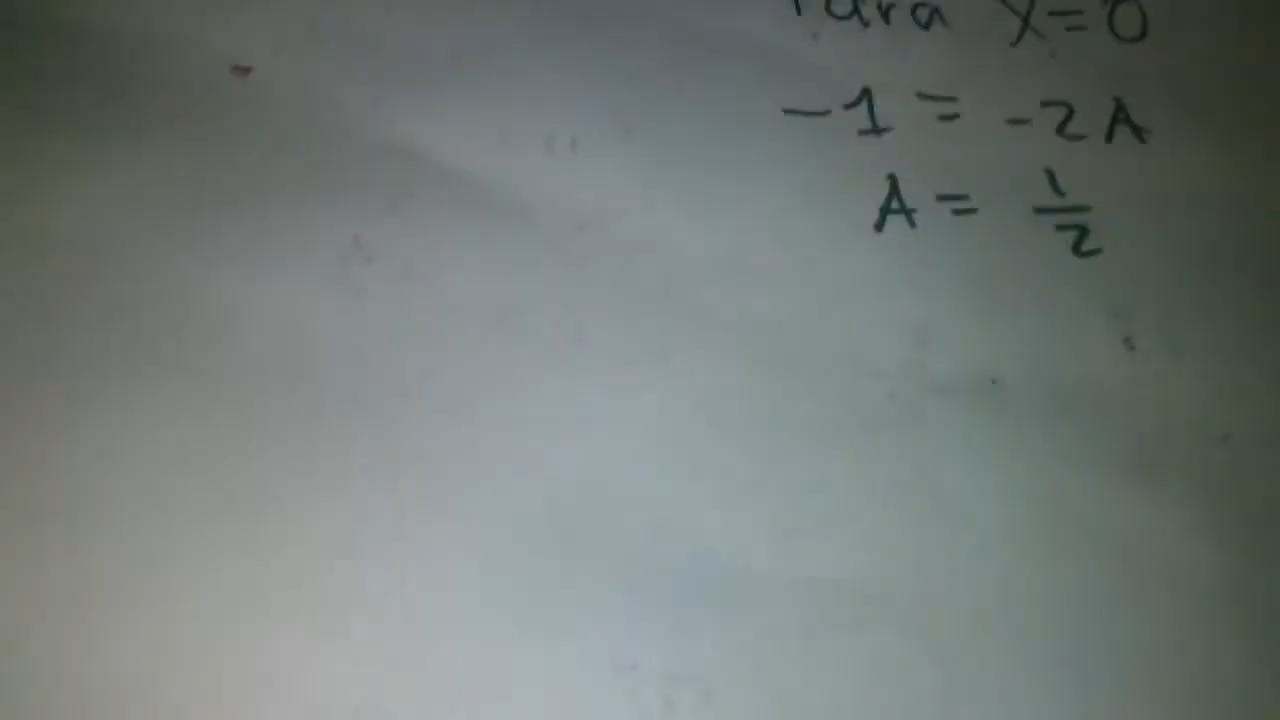 Para X=0
-1 = -2A
A = 1/2